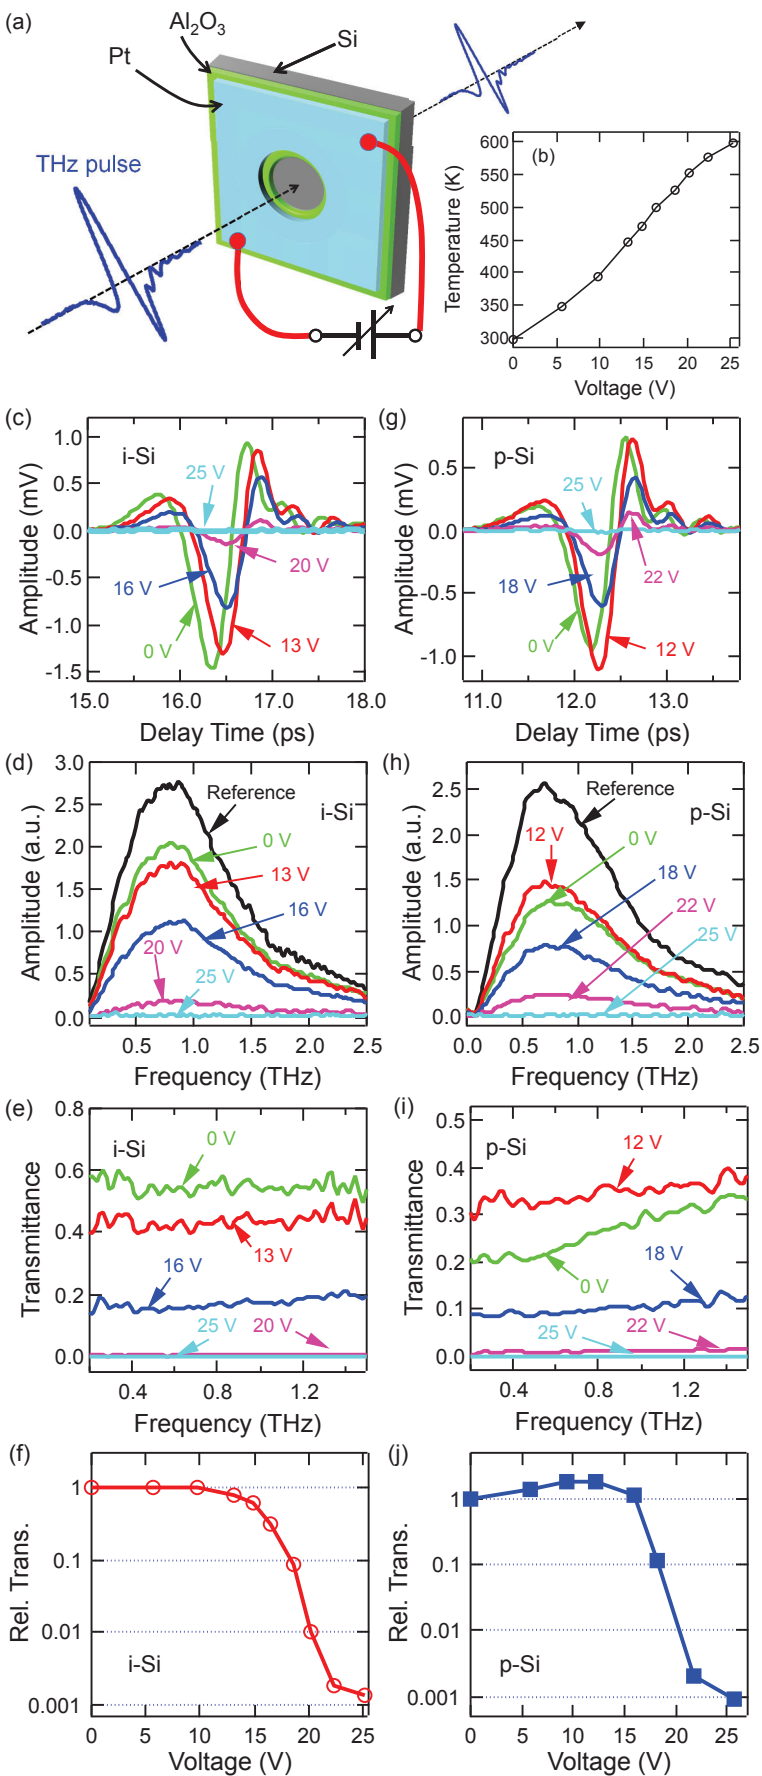 (a)
Al2O3
Si
Pt
THz pulse
(b)
Temperature (K)
600
550
500
450
400
350
300
0 5 10 15 20 25
Voltage (V)
(c)
i-Si
25 V
20 V
16 V
0 V
13 V
Amplitude (mV)
1.0
0.5
0.0
-0.5
-1.0
-1.5
15.0 16.0 17.0 18.0
Delay Time (ps)
(g)
p-Si
25 V
22 V
18 V
0 V
12 V
Amplitude (mV)
0.5
0.0
-0.5
-1.0
11.0 12.0 13.0
Delay Time (ps)
(d)
Reference
i-Si
0 V
13 V
16 V
20 V
25 V
Amplitude (a.u.)
3.0
2.5
2.0
1.5
1.0
0.5
0.0
0.5 1.0 1.5 2.0 2.5
Frequency (THz)
(h)
Reference
p-Si
12 V
0 V
18 V
22 V
25 V
Amplitude (a.u.)
2.5
2.0
1.5
1.0
0.5
0.0
0.0 0.5 1.0 1.5 2.0 2.5
Frequency (THz)
(e)
i-Si
0 V
13 V
16 V
25 V
20 V
Transmittance
0.8
0.6
0.4
0.2
0.0
0.4 0.8 1.2
Frequency (THz)
(i)
p-Si
12 V
0 V
18 V
25 V
22 V
Transmittance
0.5
0.4
0.3
0.2
0.1
0.0
0.4 0.8 1.2
Frequency (THz)
(f)
Rel. Trans.
1
0.1
0.01
0.001
i-Si
0 5 10 15 20 25
Voltage (V)
(j)
Rel. Trans.
1
0.1
0.01
0.001
p-Si
0 5 10 15 20 25
Voltage (V)